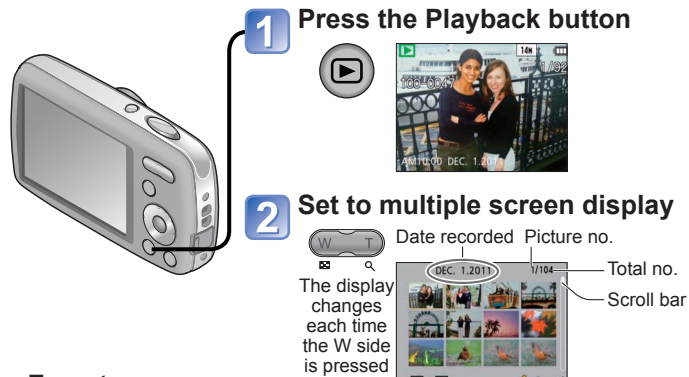 1 Press the Playback button
14M
1/92
100-0047
AM10:00 DEC. 1.2011
2 Set to multiple screen display
W T
Date recorded Picture no.
DEC. 1.2011 1/104
Total no.
Scroll bar
The display
changes
each time
the W side
is pressed